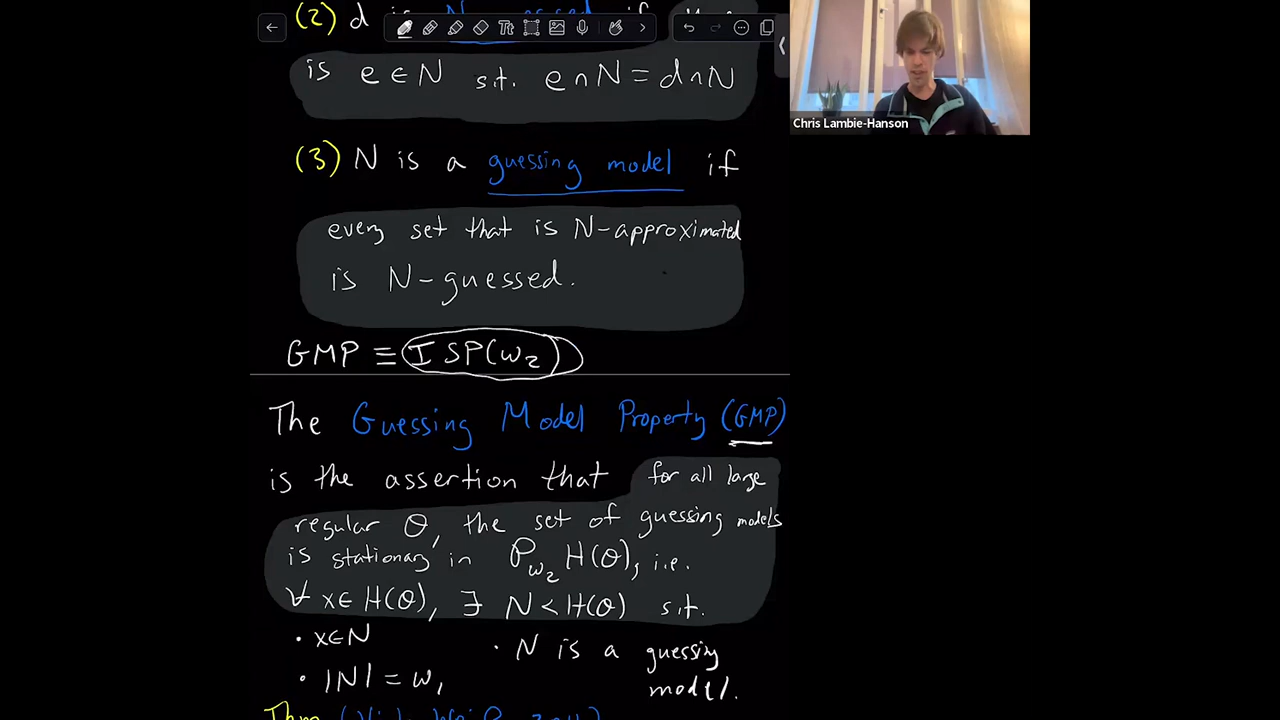 (2) d is
is e ∈ N s.t. e ∩ N = d ∩ N
(3) N is a guessing model if
every set that is N-approximated
is N-guessed.
GMP ≡ ISP(ω₂)
The Guessing Model Property (GMP)
is the assertion that for all large
regular θ, the set of guessing models
is stationary in 𝒫_ω₂ H(θ), i.e.
∀ x ∈ H(θ), ∃ N ≺ H(θ) s.t.
· x ∈ N · N is a guessing
· |N| = ω₁ model.
Thm
Chris Lambie-Hanson
Tt